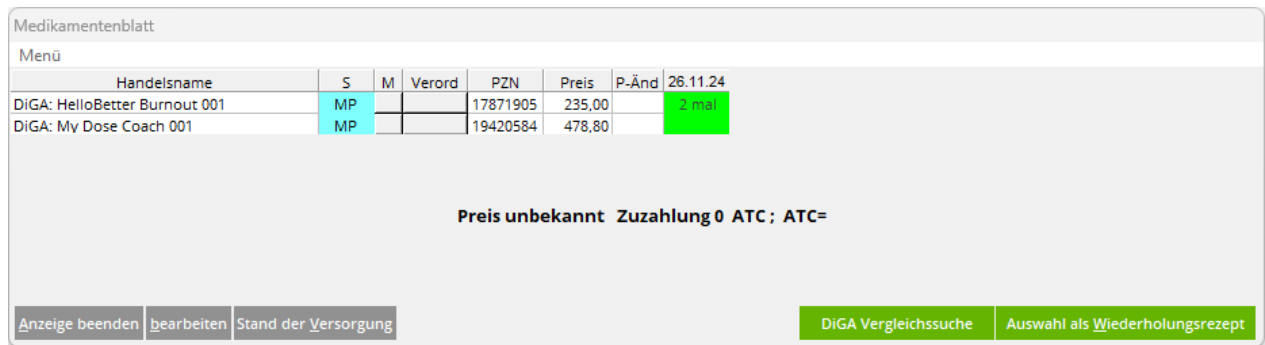 Medikamentenblatt
Menü
Handelsname S M Verord PZN Preis P-Änd 26.11.24
DiGA: HelloBetter Burnout 001 MP 17871905 235,00 2 mal
DiGA: My Dose Coach 001 MP 19420584 478,80
Preis unbekannt Zuzahlung 0 ATC ; ATC=
Anzeige beenden bearbeiten Stand der Versorgung DiGA Vergleichssuche Auswahl als Wiederholungsrezept